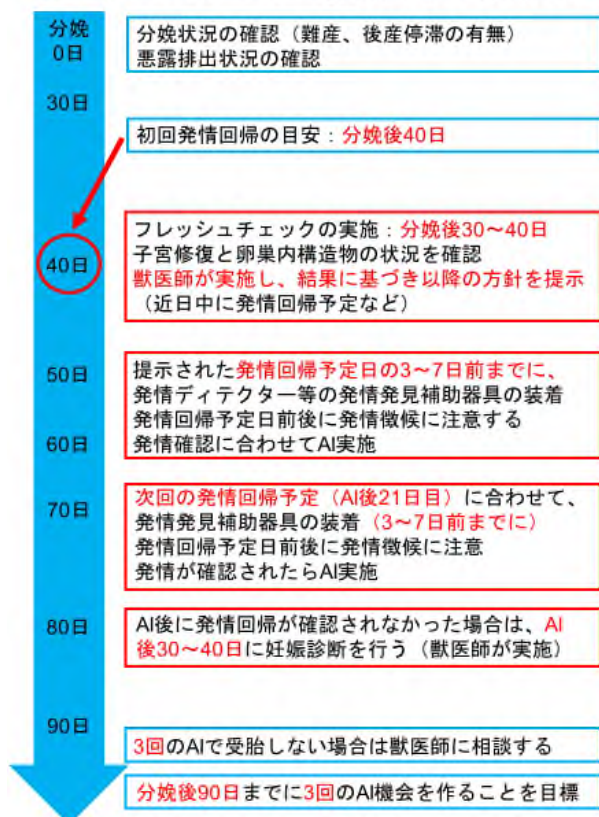 分娩
0日
分娩状況の確認（難産、後産停滞の有無）
悪露排出状況の確認
30日
初回発情回帰の目安：分娩後40日
40日
フレッシュチェックの実施：分娩後30～40日
子宮修復と卵巣内構造物の状況を確認
獣医師が実施し、結果に基づき以降の方針を提示
（近日中に発情回帰予定など）
50日
提示された発情回帰予定日の3～7日前までに、
発情ディテクター等の発情発見補助器具の装着
発情回帰予定日前後に発情徴候に注意する
発情確認に合わせてAI実施
60日
70日
次回の発情回帰予定（AI後21日目）に合わせて、
発情発見補助器具の装着（3～7日前までに）
発情回帰予定日前後に発情徴候に注意
発情が確認されたらAI実施
80日
AI後に発情回帰が確認されなかった場合は、AI
後30～40日に妊娠診断を行う（獣医師が実施）
90日
3回のAIで受胎しない場合は獣医師に相談する
分娩後90日までに3回のAI機会を作ることを目標